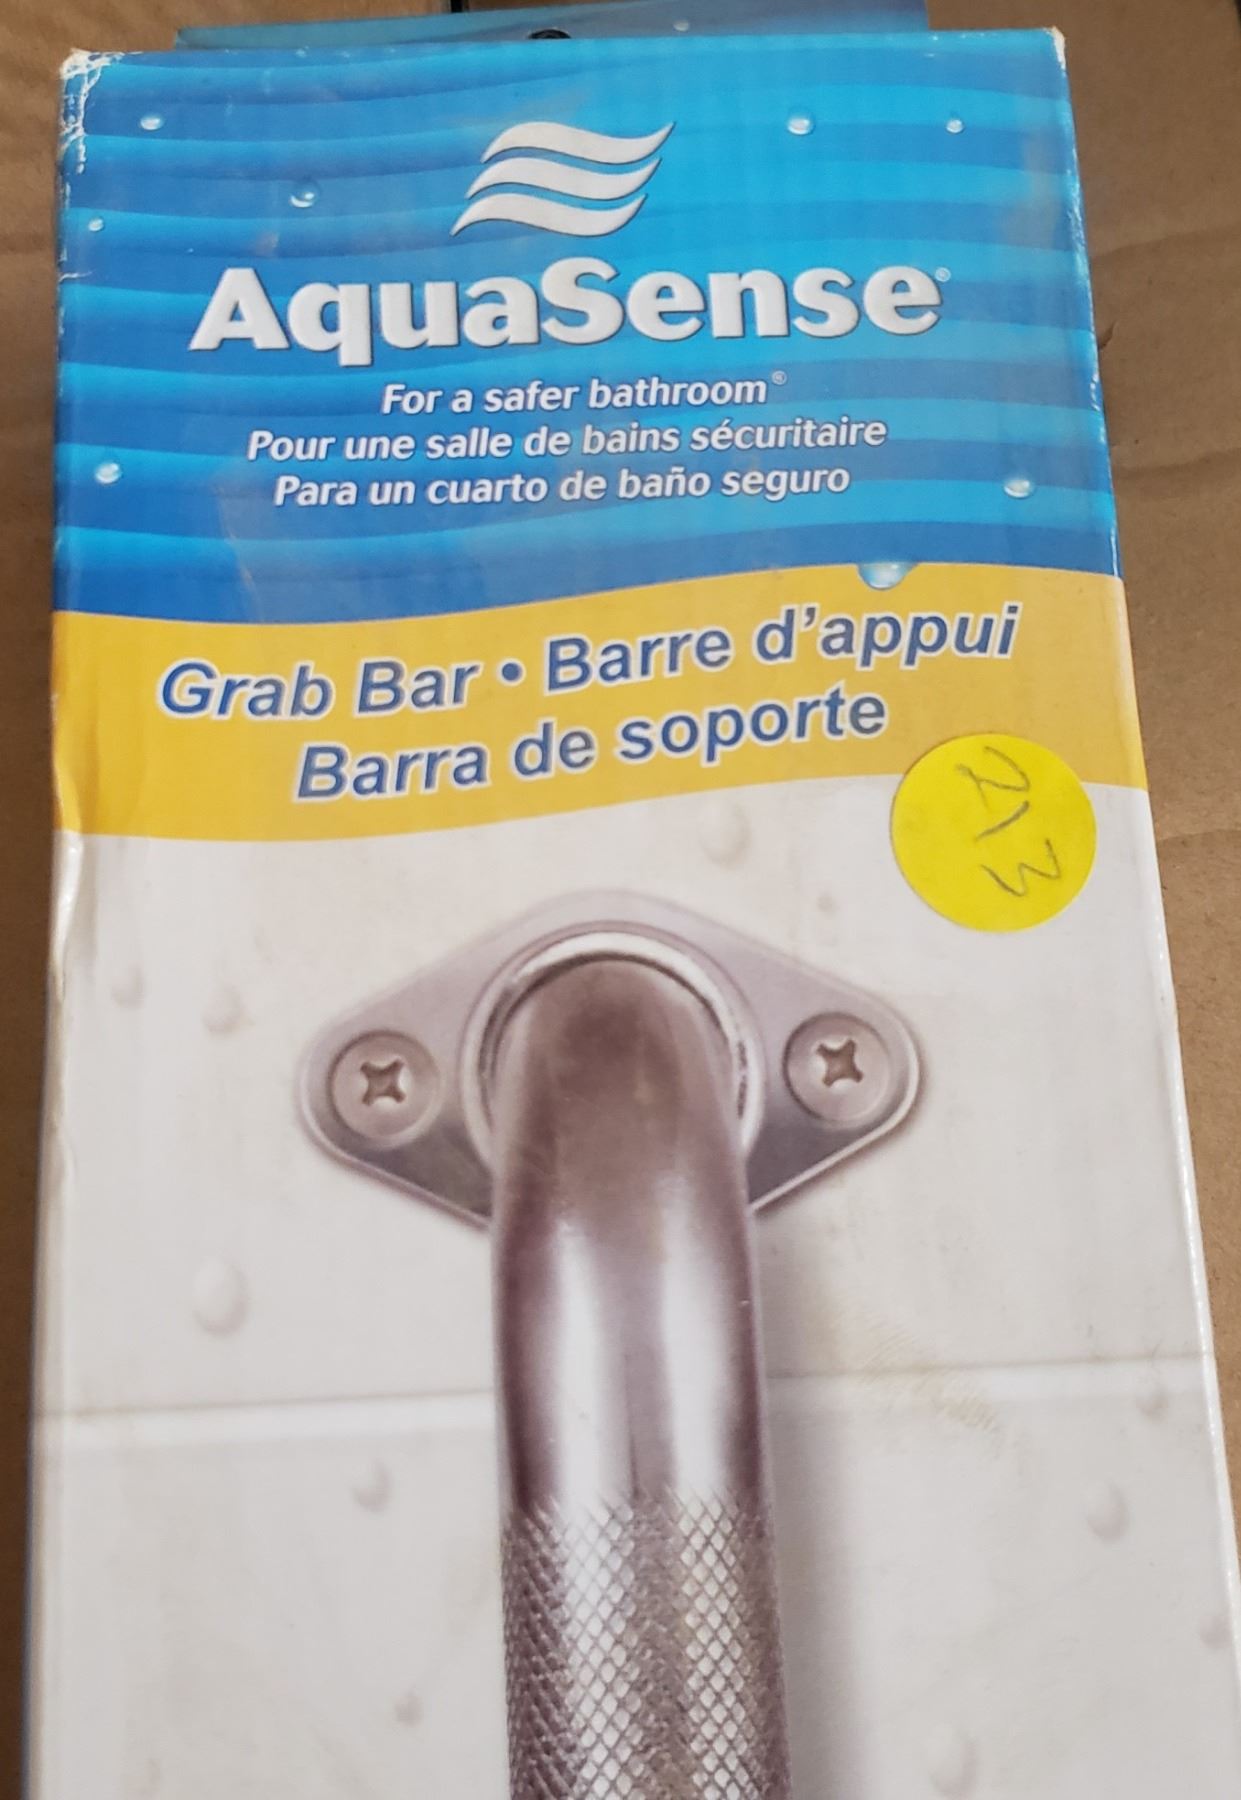 AquaSense®
For a safer bathroom®
Pour une salle de bains sécuritaire
Para un cuarto de baño seguro
Grab Bar • Barre d'appui
Barra de soporte